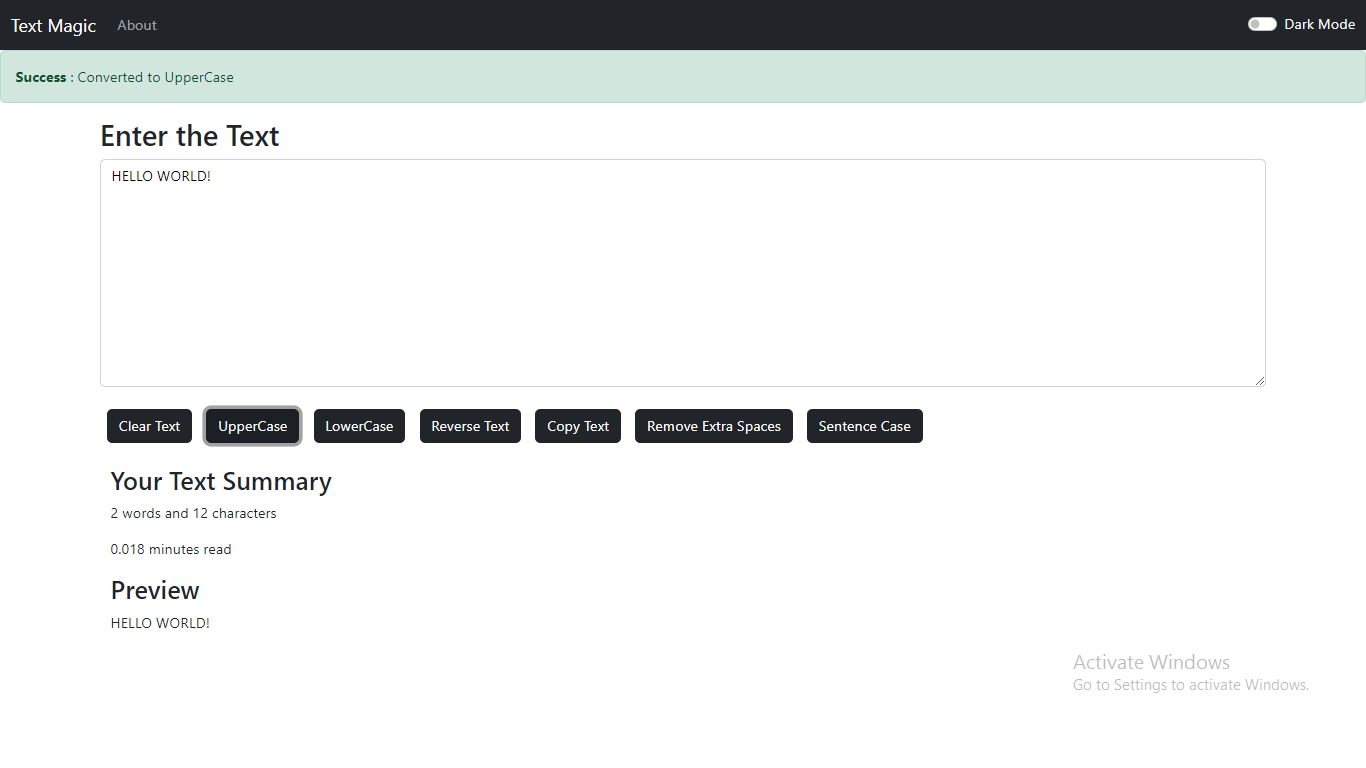 Text Magic About Dark Mode
Success : Converted to UpperCase
Enter the Text
HELLO WORLD!
Clear Text UpperCase LowerCase Reverse Text Copy Text Remove Extra Spaces Sentence Case
Your Text Summary
2 words and 12 characters
0.018 minutes read
Preview
HELLO WORLD!
Activate Windows
Go to Settings to activate Windows.